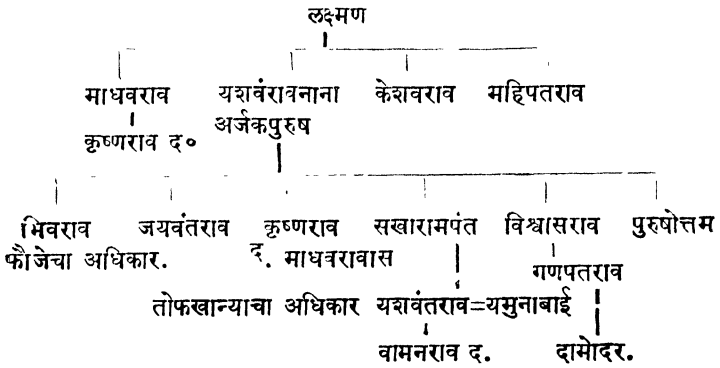 लक्ष्मण
माधवराव यशवंरावनाना केशवराव महिपतराव
कृष्णराव द० अर्जकपुरुष
भिवराव जयवंतराव कृष्णराव सखारामपंत विश्वासराव पुरुषोत्तम
फौजेचा अधिकार. द. माधवरावास
गणपतराव
तोफखान्याचा अधिकार यशवंतराव=यमुनाबाई
वामनराव द. दामोदर.